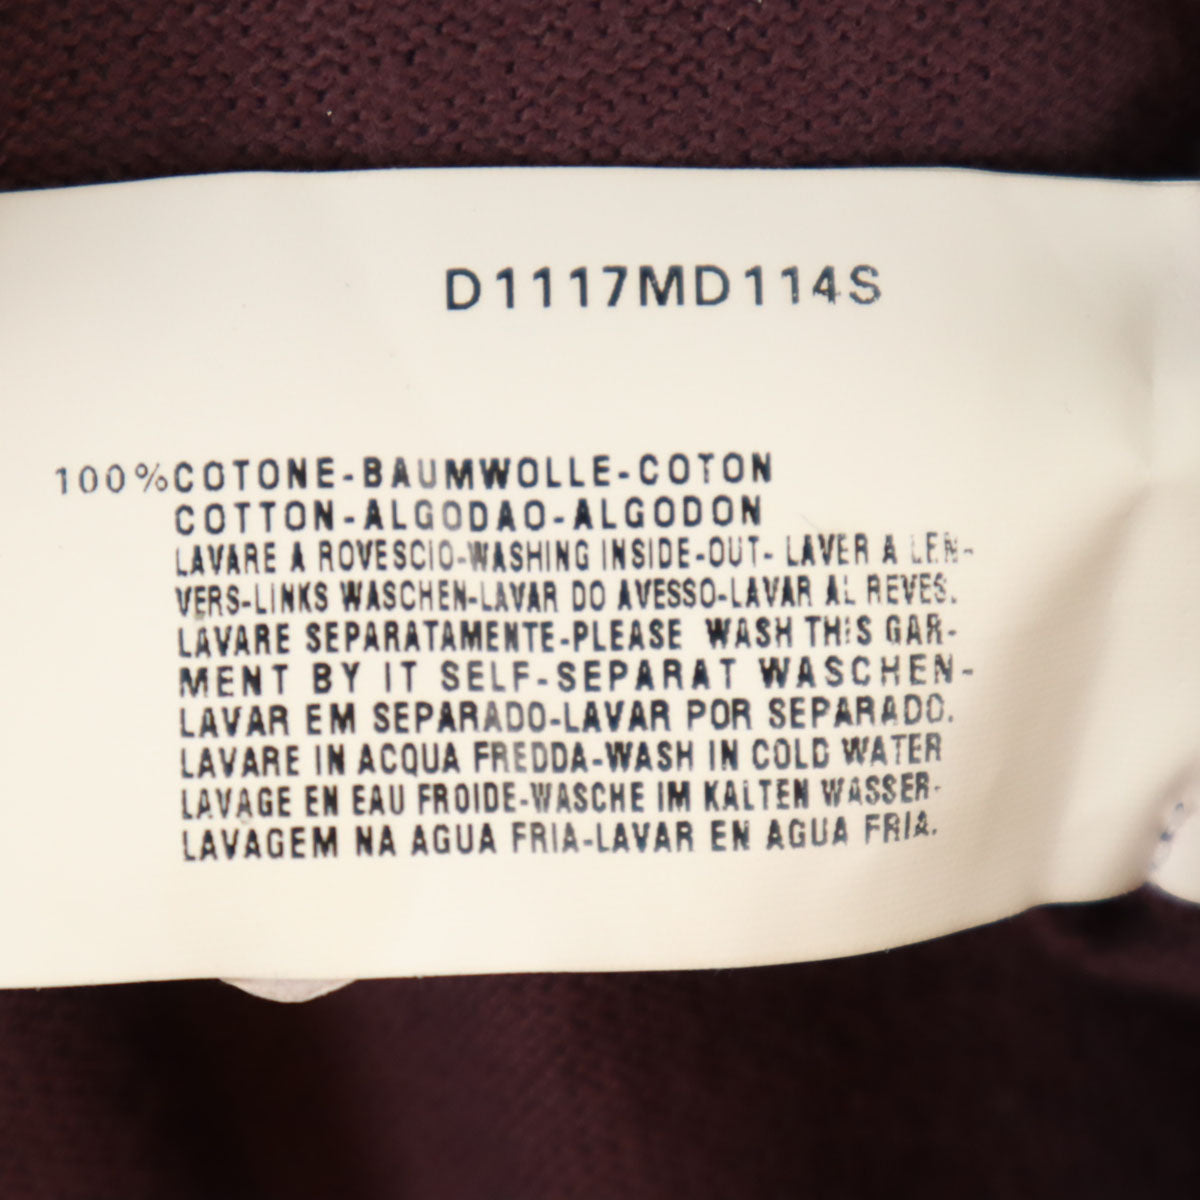 D1117MD114S
100%COTONE-BAUMWOLLE-COTON
COTTON-ALGODAO-ALGODON
LAVARE A ROVESCIO-WASHING INSIDE-OUT- LAVER A LEN-
VERS-LINKS WASCHEN-LAVAR DO AVESSO-LAVAR AL REVES.
LAVARE SEPARATAMENTE-PLEASE WASH THIS GAR-
MENT BY IT SELF-SEPARAT WASCHEN-
LAVAR EM SEPARADO-LAVAR POR SEPARADO.
LAVARE IN ACQUA FREDDA-WASH IN COLD WATER
LAVAGE EN EAU FROIDE-WASCHE IM KALTEN WASSER-
LAVAGEM NA AGUA FRIA-LAVAR EN AGUA FRIA.